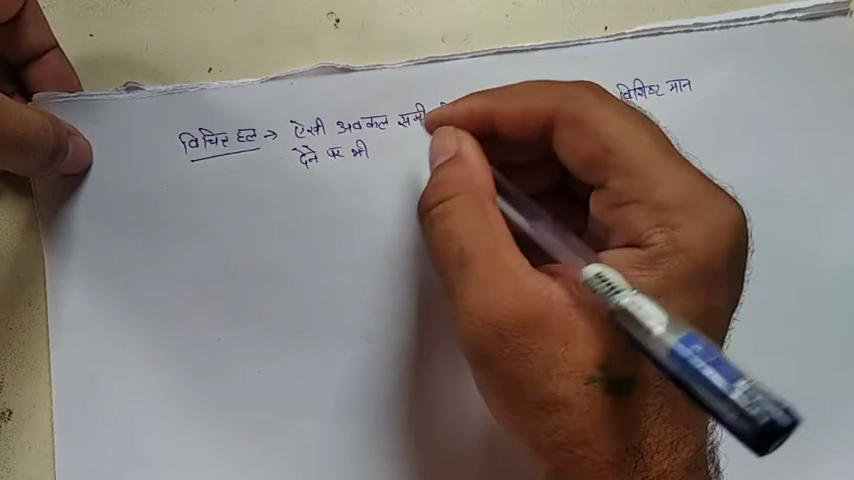 विचित्र हल → ऐसी अवकल समी विशिष्ट मान
देने पर भी